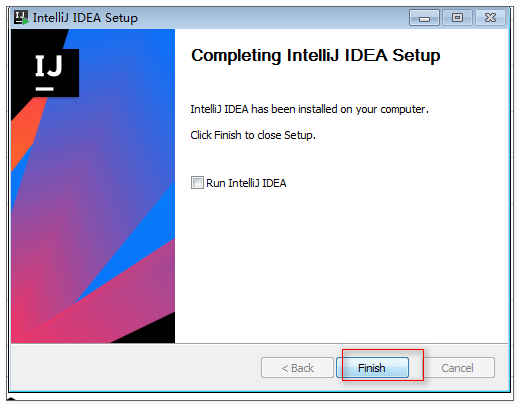 IntelliJ IDEA Setup
IJ
Completing IntelliJ IDEA Setup
IntelliJ IDEA has been installed on your computer.
Click Finish to close Setup.
Run IntelliJ IDEA
< Back
Finish
Cancel